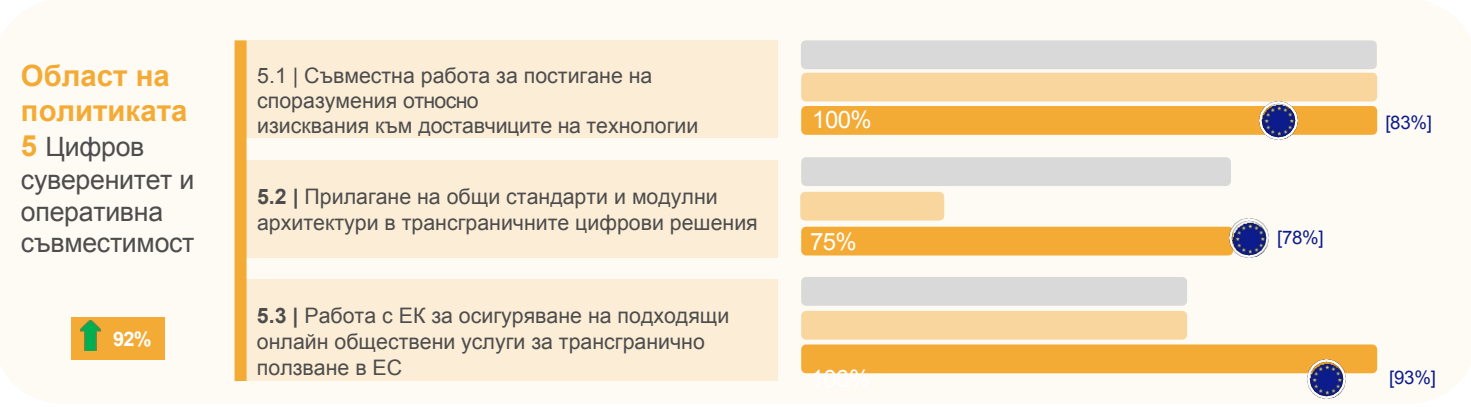 Област на
политиката
5 Цифров
суверенитет и
оперативна
съвместимост
92%
5.1 | Съвместна работа за постигане на
споразумения относно
изисквания към доставчиците на технологии
100%
[83%]
5.2 | Прилагане на общи стандарти и модулни
архитектури в трансграничните цифрови решения
75%
[78%]
5.3 | Работа с ЕК за осигуряване на подходящи
онлайн обществени услуги за трансгранично
ползване в ЕС
100%
[93%]